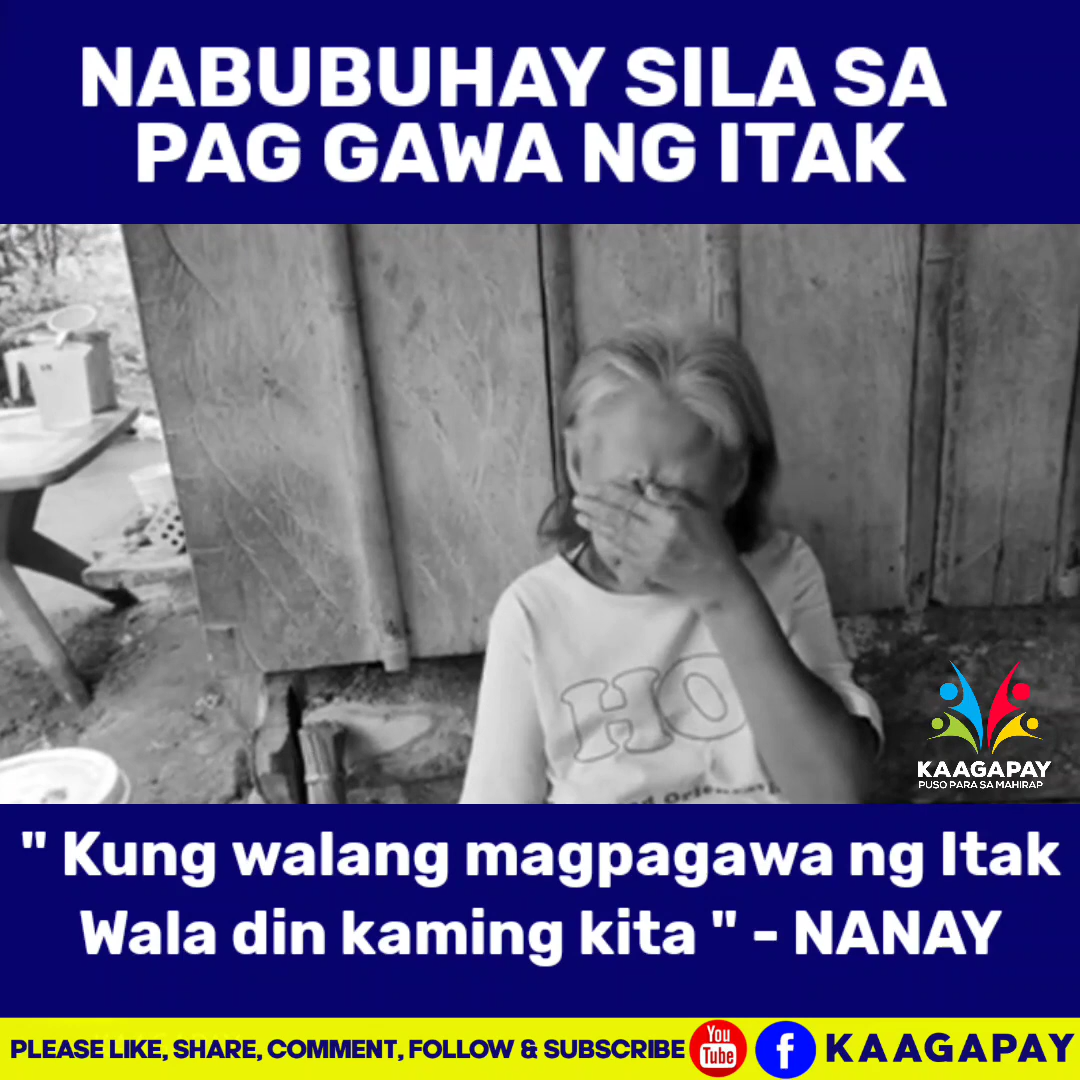 NABUBUHAY SILA SA
PAG GAWA NG ITAK
HO
KAAGAPAY
PUSO PARA SA MAHIRAP
" Kung walang magpagawa ng Itak
Wala din kaming kita " - NANAY
PLEASE LIKE, SHARE, COMMENT, FOLLOW & SUBSCRIBE You Tube f KAAGAPAY